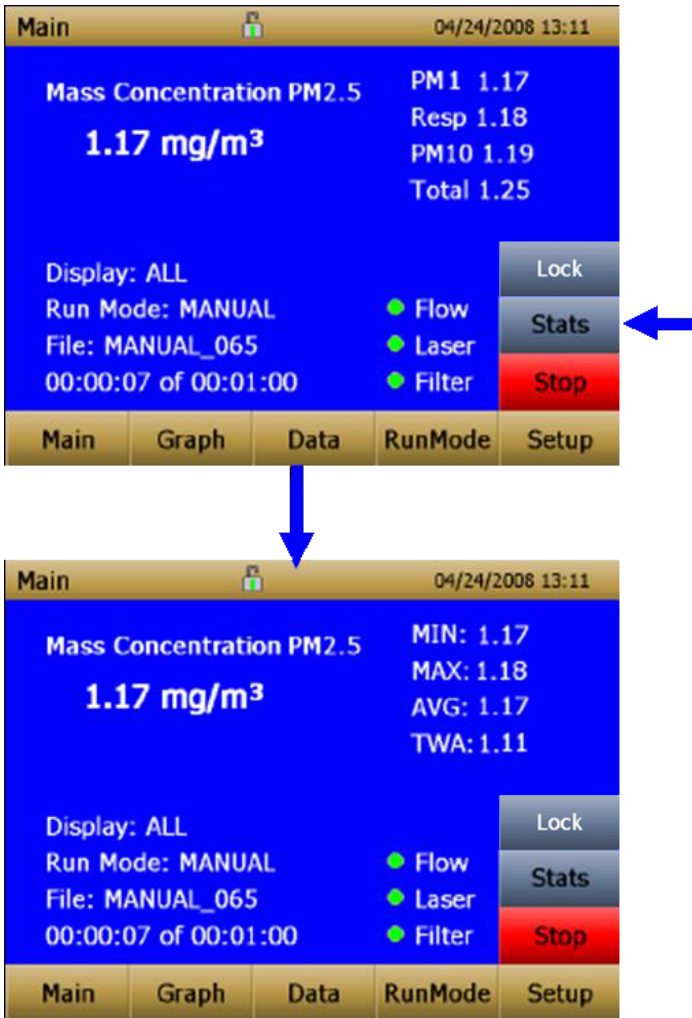 Main 04/24/2008 13:11
Mass Concentration PM2.5
1.17 mg/m³
PM1 1.17
Resp 1.18
PM10 1.19
Total 1.25
Display: ALL
Run Mode: MANUAL
File: MANUAL_065
00:00:07 of 00:01:00
Flow
Laser
Filter
Lock
Stats
Stop
Main Graph Data RunMode Setup
Main 04/24/2008 13:11
Mass Concentration PM2.5
1.17 mg/m³
MIN: 1.17
MAX: 1.18
AVG: 1.17
TWA: 1.11
Display: ALL
Run Mode: MANUAL
File: MANUAL_065
00:00:07 of 00:01:00
Flow
Laser
Filter
Lock
Stats
Stop
Main Graph Data RunMode Setup